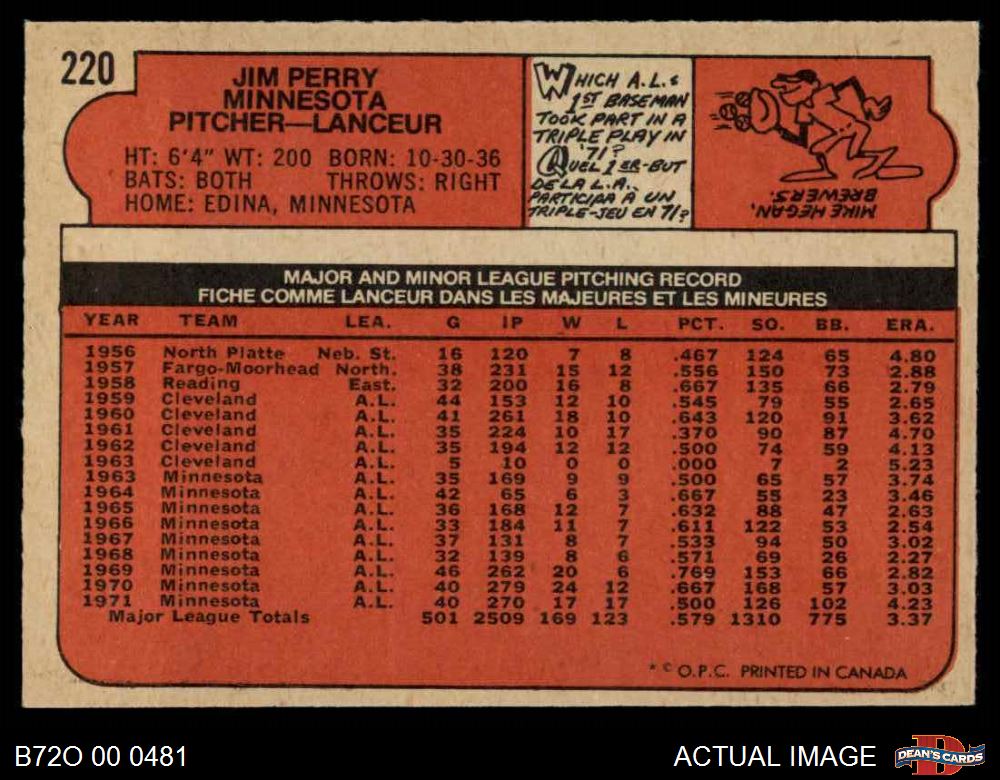 220
JIM PERRY
MINNESOTA
PITCHER—LANCEUR
HT: 6'4" WT: 200 BORN: 10-30-36
BATS: BOTH THROWS: RIGHT
HOME: EDINA, MINNESOTA
WHICH A.L.
1ST BASEMAN
TOOK PART IN A
TRIPLE PLAY IN
'71?
QUEL 1ER-BUT
DE LA L.A.
PARTICIPA A UN
TRIPLE-JEU EN 71?
MIKE HEGAN,
BREWERS.
MAJOR AND MINOR LEAGUE PITCHING RECORD
FICHE COMME LANCEUR DANS LES MAJEURES ET LES MINEURES
YEAR TEAM LEA. G IP W L PCT. SO. BB. ERA.
1956 North Platte Neb. St. 16 120 7 8 .467 124 65 4.80
1957 Fargo-Moorhead North. 38 231 15 12 .556 150 73 2.88
1958 Reading East. 32 200 16 8 .667 135 66 2.79
1959 Cleveland A.L. 44 153 12 10 .545 79 55 2.65
1960 Cleveland A.L. 41 261 18 10 .643 120 91 3.62
1961 Cleveland A.L. 35 224 10 17 .370 90 87 4.70
1962 Cleveland A.L. 35 194 12 12 .500 74 59 4.13
1963 Cleveland A.L. 5 10 0 0 .000 7 2 5.23
1963 Minnesota A.L. 35 169 9 9 .500 65 57 3.74
1964 Minnesota A.L. 42 65 6 3 .667 55 23 3.46
1965 Minnesota A.L. 36 168 12 7 .632 88 47 2.63
1966 Minnesota A.L. 33 184 11 7 .611 122 53 2.54
1967 Minnesota A.L. 37 131 8 7 .533 94 50 3.02
1968 Minnesota A.L. 32 139 8 6 .571 69 26 2.27
1969 Minnesota A.L. 46 262 20 6 .769 153 66 2.82
1970 Minnesota A.L. 40 279 24 12 .667 168 57 3.03
1971 Minnesota A.L. 40 270 17 17 .500 126 102 4.23
Major League Totals 501 2509 169 123 .579 1310 775 3.37
* © O.P.C. PRINTED IN CANADA
B72O 00 0481
ACTUAL IMAGE
DEAN'S CARDS